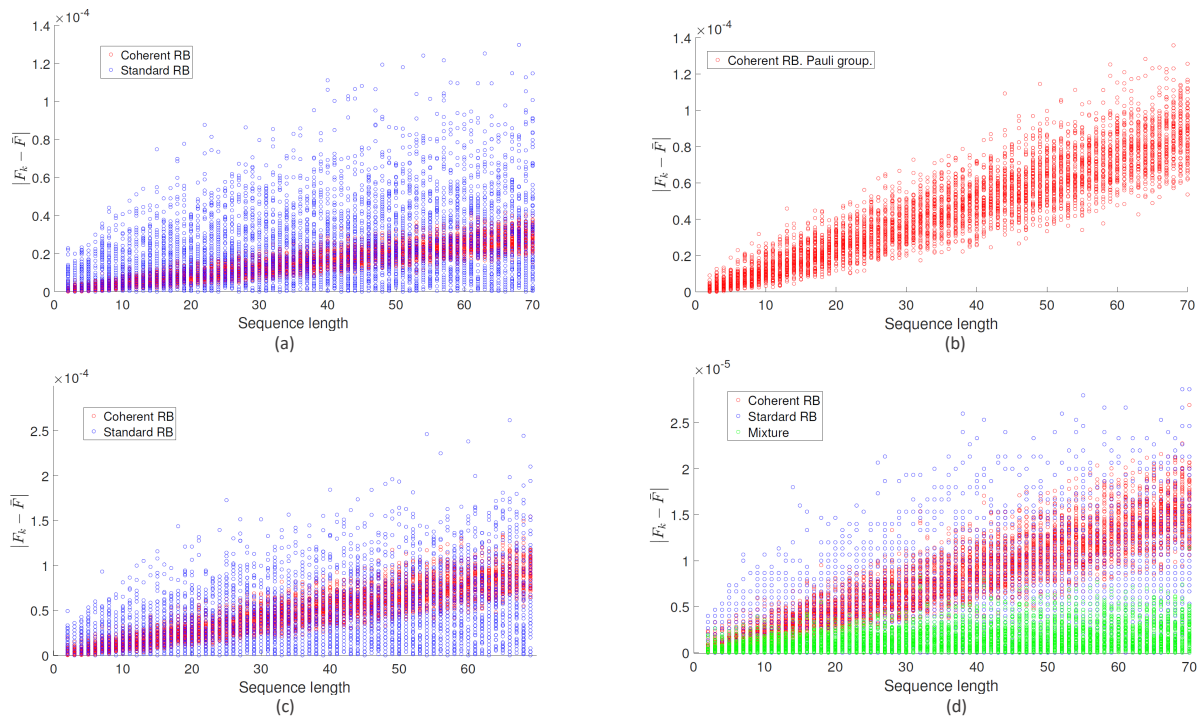 ×10⁻⁴
1.4
1.2
1
0.8
0.6
0.4
0.2
0
|F_k − F̄|
Coherent RB
Standard RB
0 10 20 30 40 50 60 70
Sequence length
(a)
×10⁻⁴
1.4
1.2
1
0.8
0.6
0.4
0.2
0
|F_k − F̄|
Coherent RB. Pauli group.
0 10 20 30 40 50 60 70
Sequence length
(b)
×10⁻⁴
2.5
2
1.5
1
0.5
0
|F_k − F̄|
Coherent RB
Standard RB
0 10 20 30 40 50 60
Sequence length
(c)
×10⁻⁵
2.5
2
1.5
1
0.5
0
|F_k − F̄|
Coherent RB
Stardard RB
Mixture
0 10 20 30 40 50 60 70
Sequence length
(d)